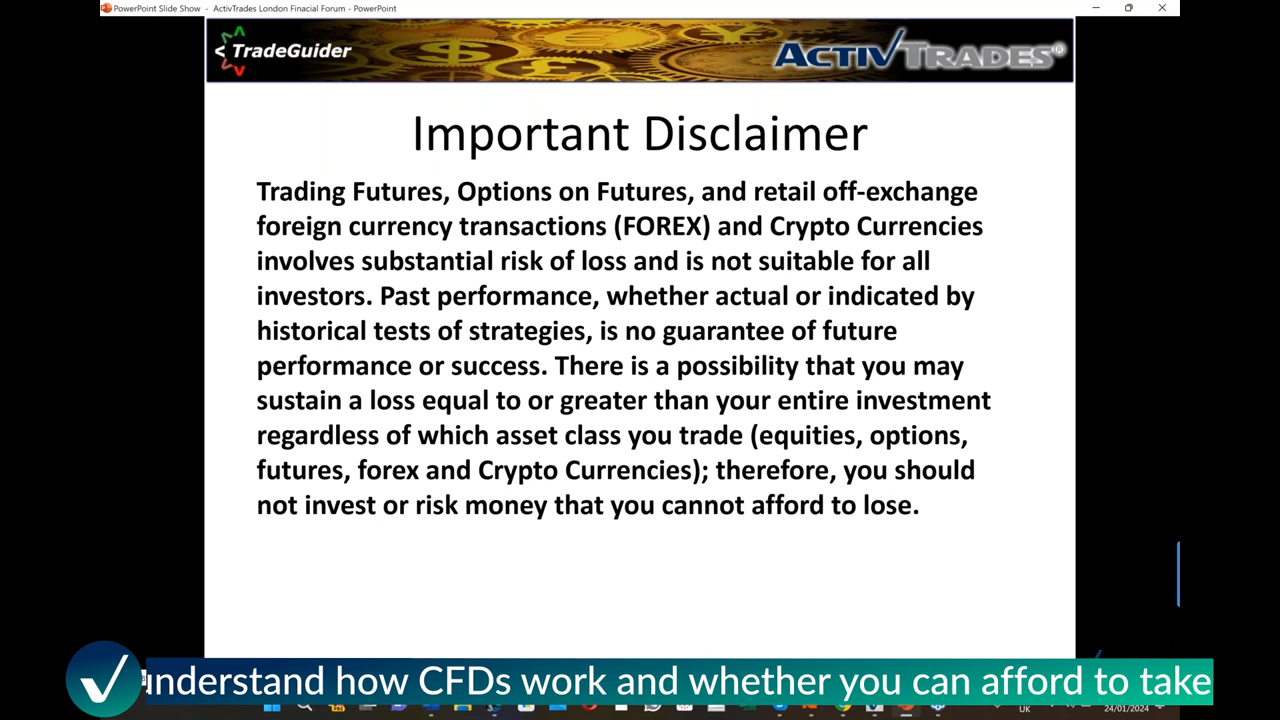 PowerPoint Slide Show - ActivTrades London Finacial Forum - PowerPoint
TradeGuider
ACTIVTRADES®
Important Disclaimer
Trading Futures, Options on Futures, and retail off-exchange
foreign currency transactions (FOREX) and Crypto Currencies
involves substantial risk of loss and is not suitable for all
investors. Past performance, whether actual or indicated by
historical tests of strategies, is no guarantee of future
performance or success. There is a possibility that you may
sustain a loss equal to or greater than your entire investment
regardless of which asset class you trade (equities, options,
futures, forex and Crypto Currencies); therefore, you should
not invest or risk money that you cannot afford to lose.
understand how CFDs work and whether you can afford to take
UK
24/01/2024